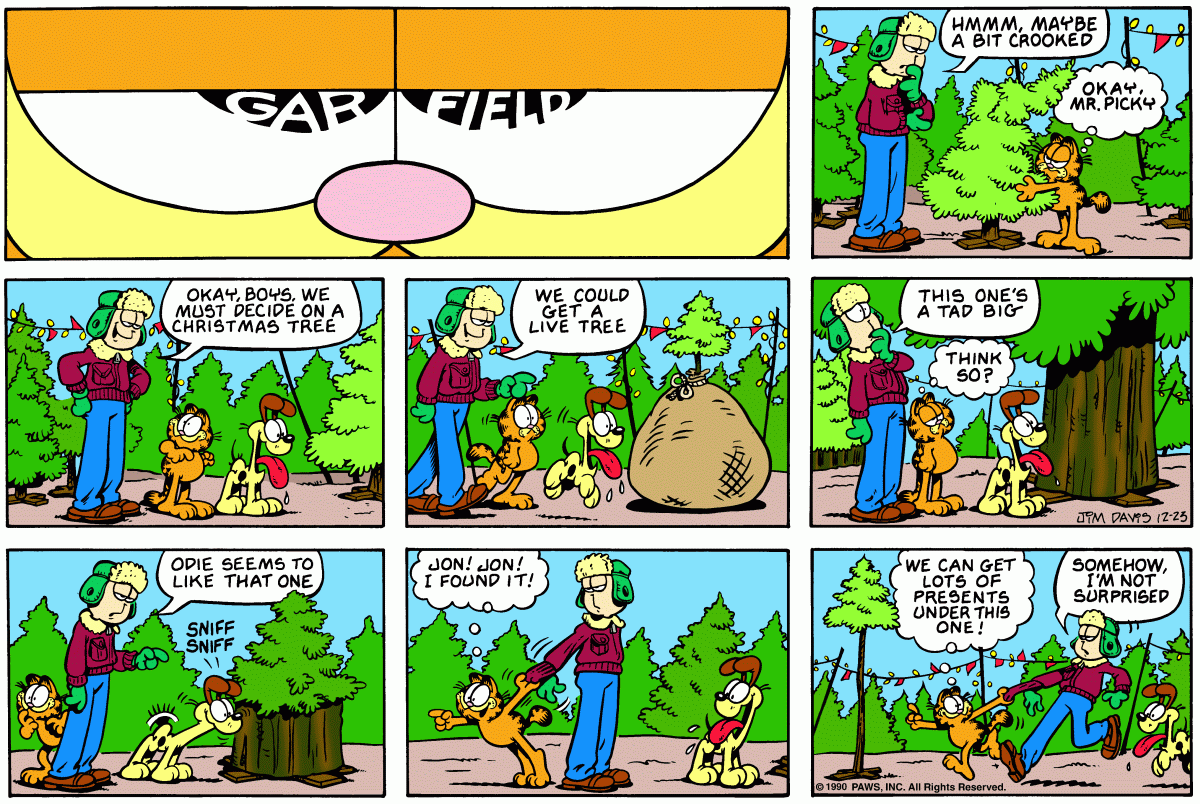 GARFIELD
HMMM, MAYBE
A BIT CROOKED
OKAY,
MR. PICKY
OKAY, BOYS, WE
MUST DECIDE ON A
CHRISTMAS TREE
WE COULD
GET A
LIVE TREE
THIS ONE'S
A TAD BIG
THINK
SO?
JIM DAVIS 12-23
ODIE SEEMS TO
LIKE THAT ONE
SNIFF
SNIFF
JON! JON!
I FOUND IT!
WE CAN GET
LOTS OF
PRESENTS
UNDER THIS
ONE!
SOMEHOW,
I'M NOT
SURPRISED
© 1990 PAWS, INC. All Rights Reserved.